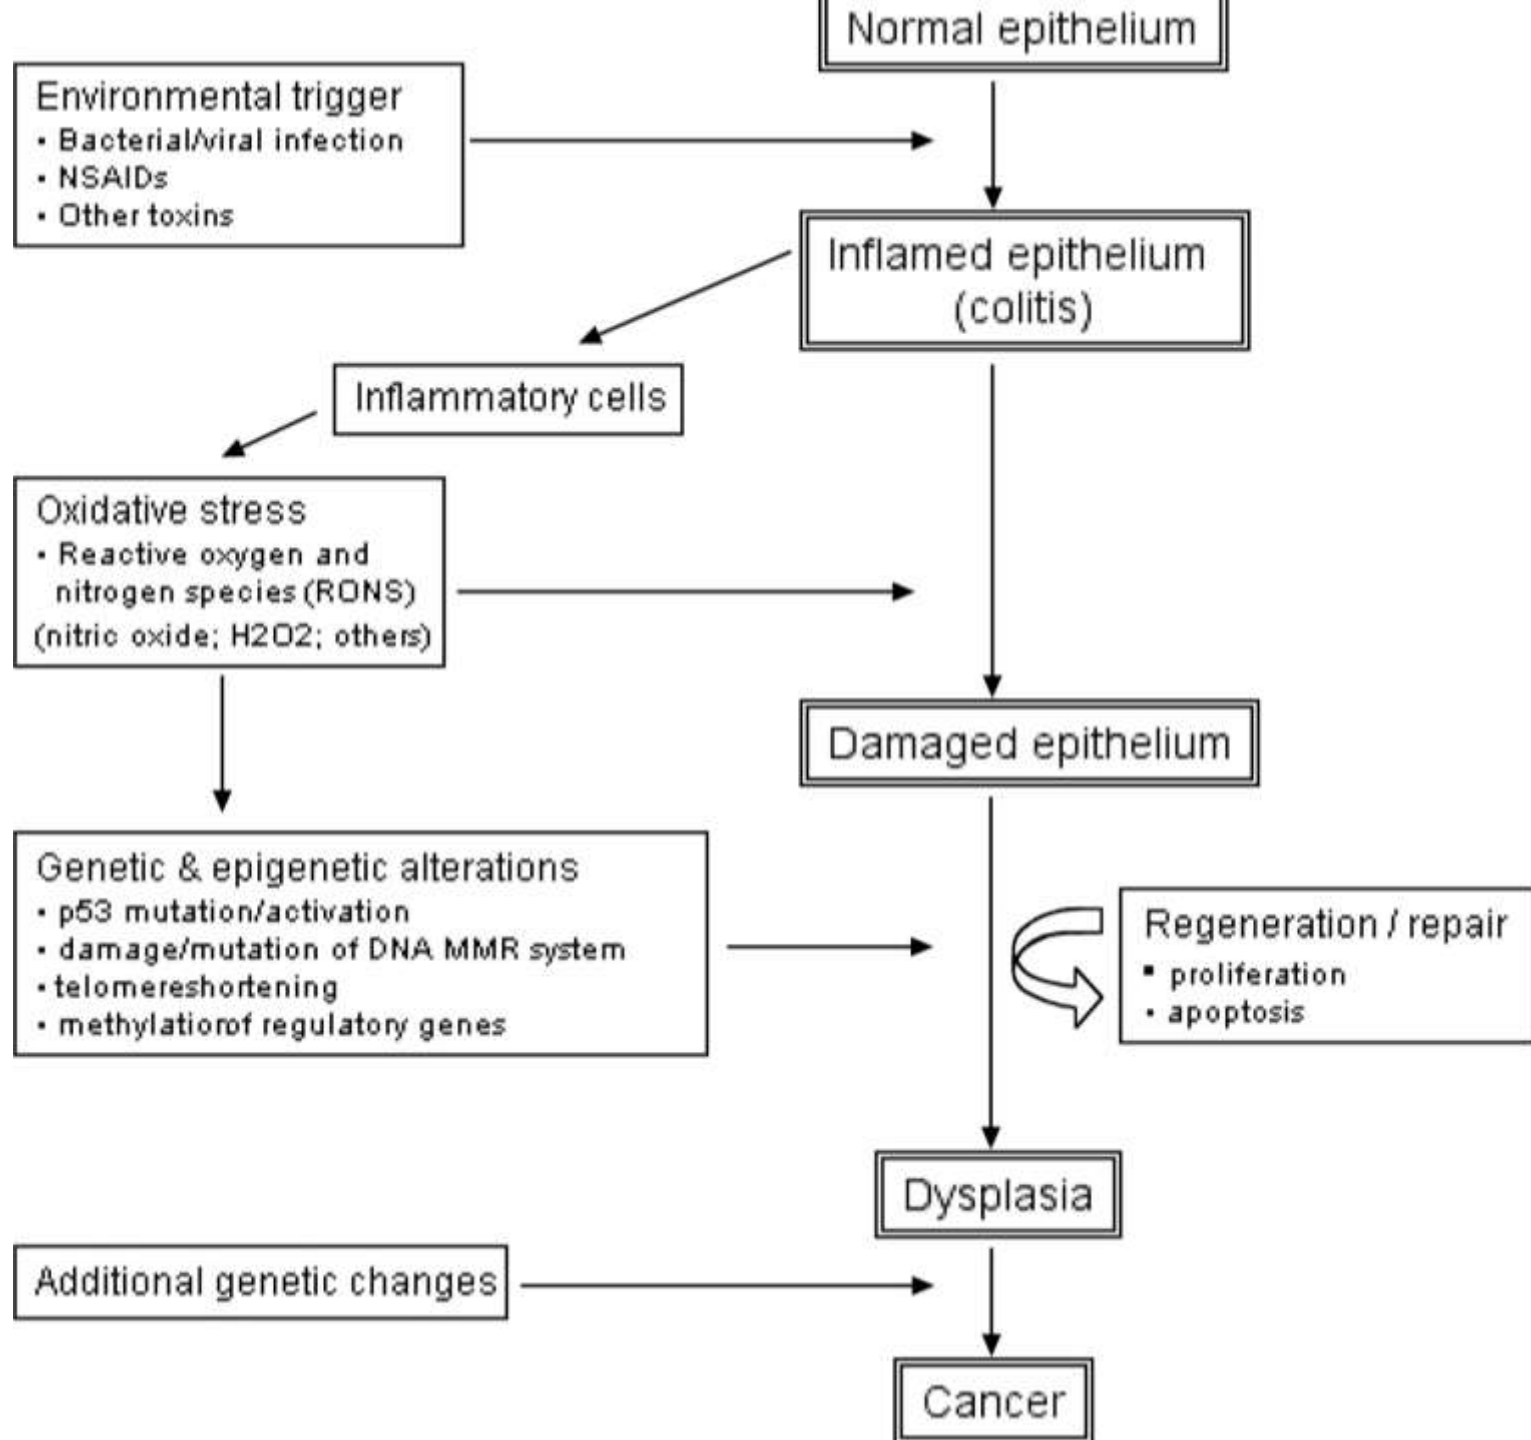 Normal epithelium
Environmental trigger
• Bacterial/viral infection
• NSAIDs
• Other toxins
Inflamed epithelium
(colitis)
Inflammatory cells
Oxidative stress
• Reactive oxygen and
nitrogen species (RONS)
(nitric oxide; H2O2; others)
Damaged epithelium
Genetic & epigenetic alterations
• p53 mutation/activation
• damage/mutation of DNA MMR system
• telomereshortening
• methylationof regulatory genes
Regeneration / repair
▪ proliferation
• apoptosis
Dysplasia
Additional genetic changes
Cancer